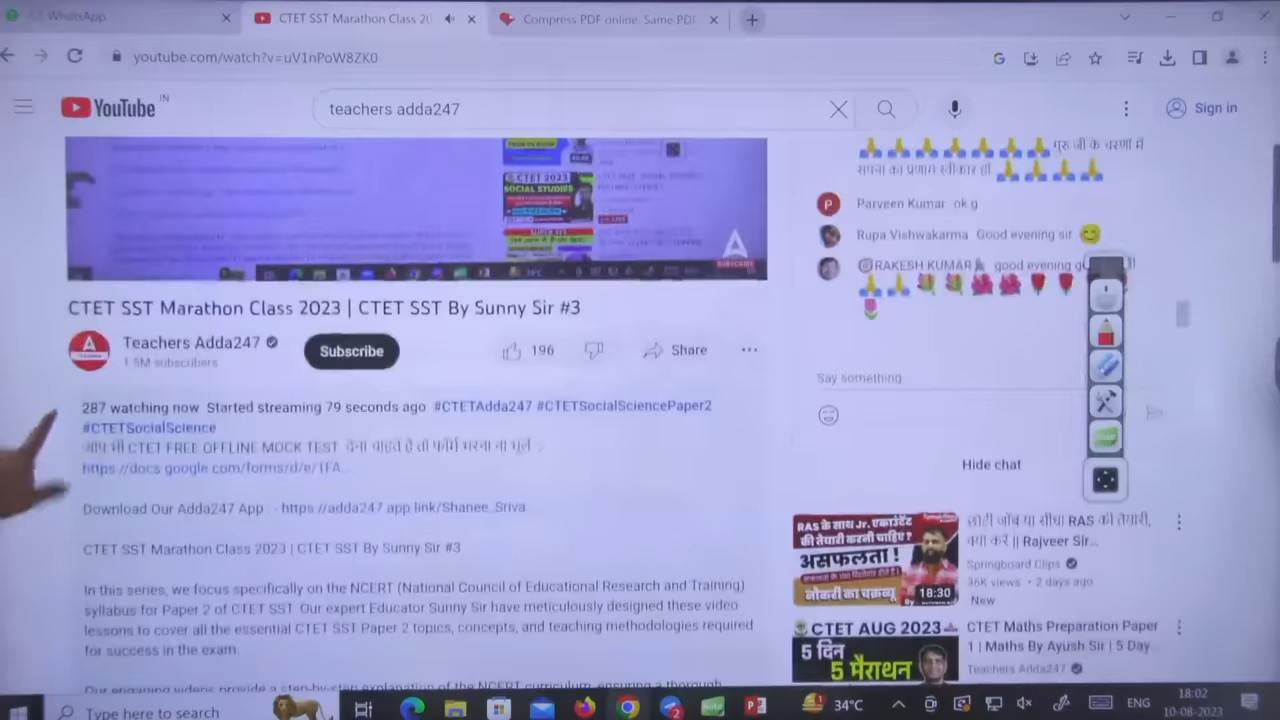 WhatsApp
CTET SST Marathon Class 20
Compress PDF online. Same PDF
youtube.com/watch?v=uV1nPoW8ZK0
YouTube IN
teachers adda247
Sign in
गुरु जी के चरणों में
सपना का प्रणाम स्वीकार हो
Parveen Kumar ok g
Rupa Vishwakarma Good evening sir
RAKESH KUMAR good evening
CTET 2023
SOCIAL STUDIES
SUBSCRIBE
CTET SST Marathon Class 2023 | CTET SST By Sunny Sir #3
Teachers Adda247
1.5M subscribers
Subscribe
196
Share
287 watching now Started streaming 79 seconds ago #CTETAdda247 #CTETSocialSciencePaper2
#CTETSocialScience
आप भी CTET FREE OFFLINE MOCK TEST देना चाहते है तो फॉर्म भरना ना भूले
https://docs.google.com/forms/d/e/1FA...
Download Our Adda247 App - https://adda247.app.link/Shanee_Sriva...
CTET SST Marathon Class 2023 | CTET SST By Sunny Sir #3
In this series, we focus specifically on the NCERT (National Council of Educational Research and Training)
syllabus for Paper 2 of CTET SST. Our expert Educator Sunny Sir have meticulously designed these video
lessons to cover all the essential CTET SST Paper 2 topics, concepts, and teaching methodologies required
for success in the exam.
Our engaging videos provide a step-by-step explanation of the NCERT curriculum, ensuring a thorough
Say something
Hide chat
RAS के साथ Jr. एकाउंटेंट
की तैयारी करनी चाहिए?
असफलता!
नौकरी का चक्रव्यू
18:30
छोटी जॉब या सीधा RAS की तैयारी,
क्या करें || Rajveer Sir...
Springboard Clips
36K views • 2 days ago
New
CTET AUG 2023
5 दिन
5 मैराथन
CTET Maths Preparation Paper
1 | Maths By Ayush Sir | 5 Day...
Teachers Adda247
Type here to search
34°C
ENG
18:02
10-08-2023